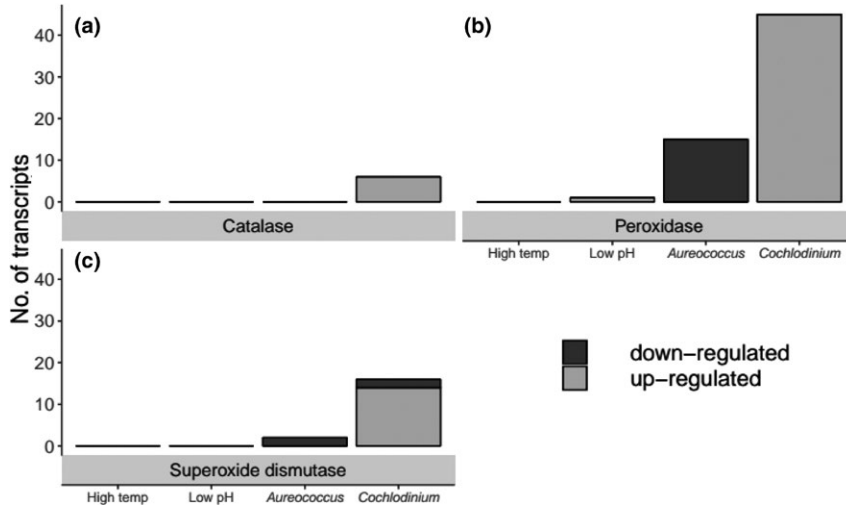 No. of transcripts
(a)
40
30
20
10
0
Catalase
(b)
Peroxidase
High temp Low pH Aureococcus Cochlodinium
(c)
40
30
20
10
0
Superoxide dismutase
High temp Low pH Aureococcus Cochlodinium
down-regulated
up-regulated